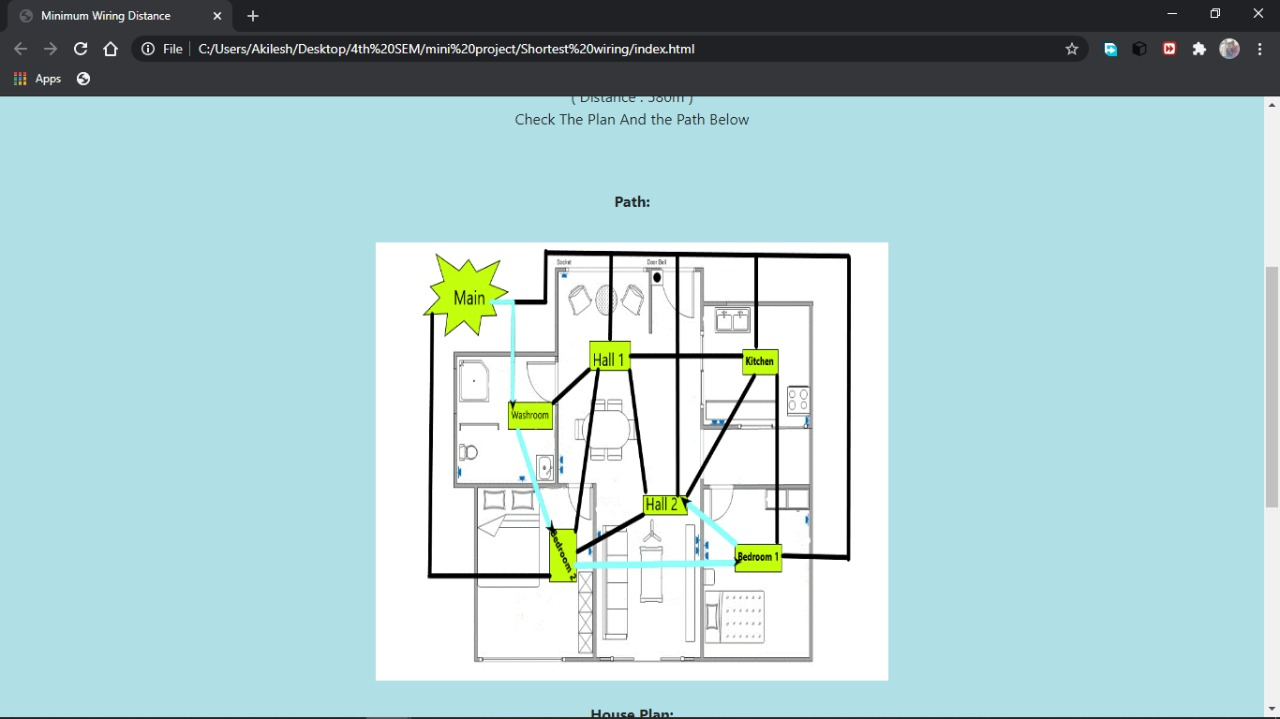 Minimum Wiring Distance
File
C:/Users/Akilesh/Desktop/4th%20SEM/mini%20project/Shortest%20wiring/index.html
Apps
( Distance : 580m )
Check The Plan And the Path Below
Path:
Socket
Door Bell
Main
Hall 1
Kitchen
Washroom
Hall 2
Bedroom 2
Bedroom 1
House Plan: